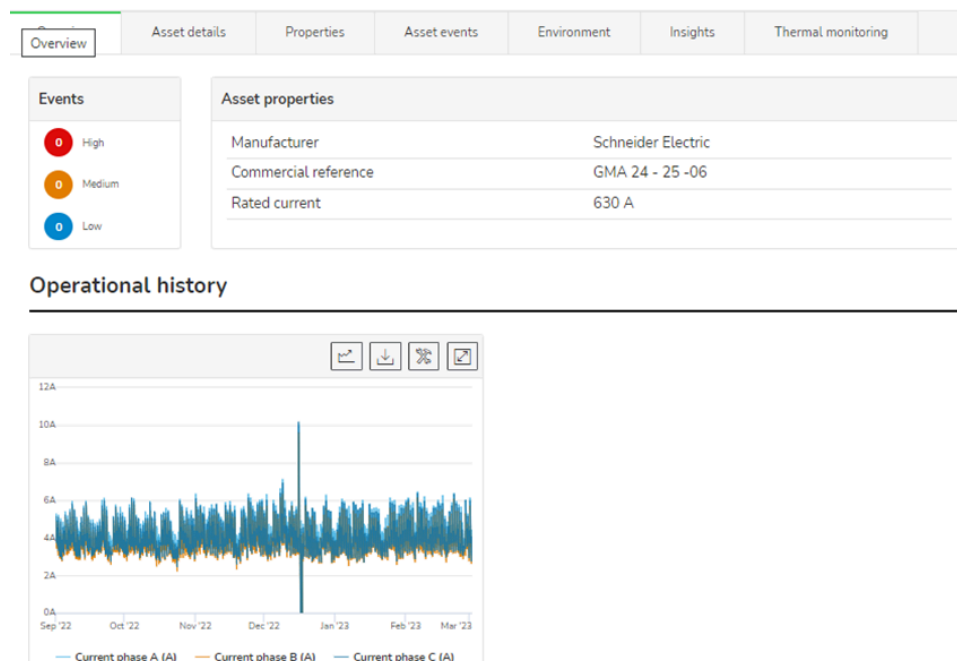 Overview
Asset details
Properties
Asset events
Environment
Insights
Thermal monitoring
Events
0 High
0 Medium
0 Low
Asset properties
Manufacturer Schneider Electric
Commercial reference GMA 24 - 25 -06
Rated current 630 A
Operational history
12A
10A
8A
6A
4A
2A
0A
Sep '22 Oct '22 Nov '22 Dec '22 Jan '23 Feb '23 Mar '23
Current phase A (A) Current phase B (A) Current phase C (A)